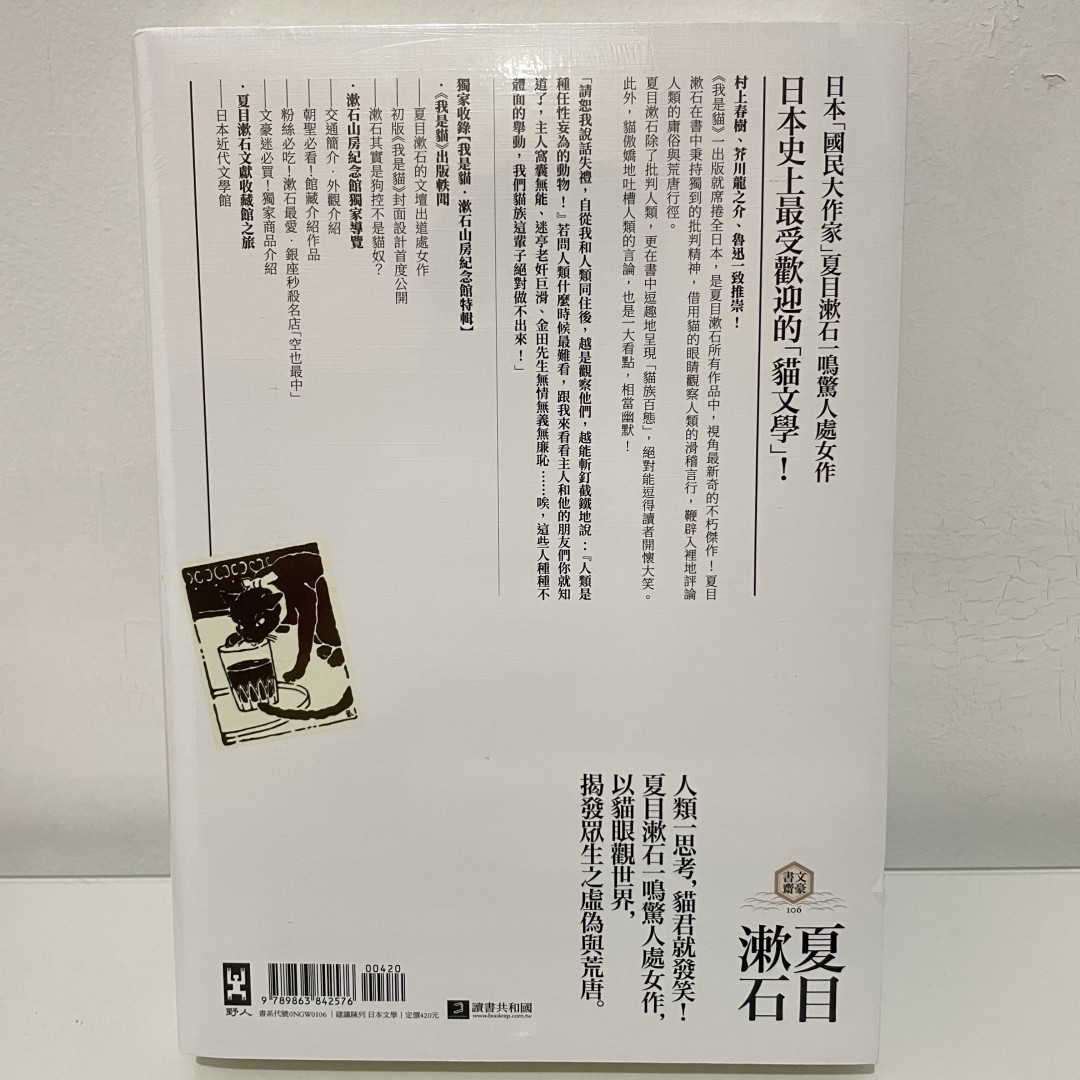 日本「國民大作家」夏目漱石一鳴驚人處女作
日本史上最受歡迎的「貓文學」！
村上春樹、芥川龍之介、魯迅一致推崇！
《我是貓》一出版就席捲全日本，是夏目漱石所有作品中，視角最新奇的不朽傑作！夏目
漱石在書中秉持獨到的批判精神，借用貓的眼睛觀察人類的滑稽言行，鞭辟入裡地評論
人類的庸俗與荒唐行徑。
夏目漱石除了批判人類，更在書中逗趣地呈現「貓族百態」，絕對能逗得讀者開懷大笑。
此外，貓傲嬌地吐槽人類的言論，也是一大看點，相當幽默！
「請恕我說話失禮，自從我和人類同住後，越是觀察他們，越能斬釘截鐵地說：『人類是
種任性妄為的動物！』若問人類什麼時候最難看，跟我來看看主人和他的朋友們你就知
道了，主人窩囊無能、迷亭老奸巨滑、金田先生無情無義無廉恥……唉，這些人種種不
體面的舉動，我們貓族這輩子絕對做不出來！」
獨家收錄【我是貓．漱石山房紀念館特輯】
．《我是貓》出版軼聞
——夏目漱石的文壇出道處女作
——初版《我是貓》封面設計首度公開
——漱石其實是狗控不是貓奴？
．漱石山房紀念館獨家導覽
——交通簡介．外觀介紹
——朝聖必看！館藏介紹作品
——粉絲必吃！漱石最愛．銀座秒殺名店「空也最中」
——文豪迷必買！獨家商品介紹
．夏目漱石文獻收藏館之旅
——日本近代文學館
人類一思考，貓君就發笑！
夏目漱石一鳴驚人處女作，
以貓眼觀世界，
揭發眾生之虛偽與荒唐。
文豪
書齋
106
夏目
漱石
00420
9 789863 842576
野人
書系代號0NGW0106｜建議陳列 日本文學｜定價420元
讀書共和國
www.bookrep.com.tw